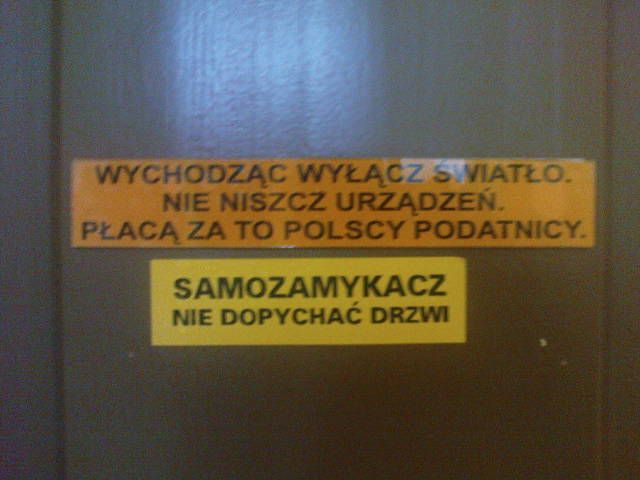 WYCHODZĄC WYŁĄCZ ŚWIATŁO.
NIE NISZCZ URZĄDZEŃ.
PŁACĄ ZA TO POLSCY PODATNICY.
SAMOZAMYKACZ
NIE DOPYCHAĆ DRZWI